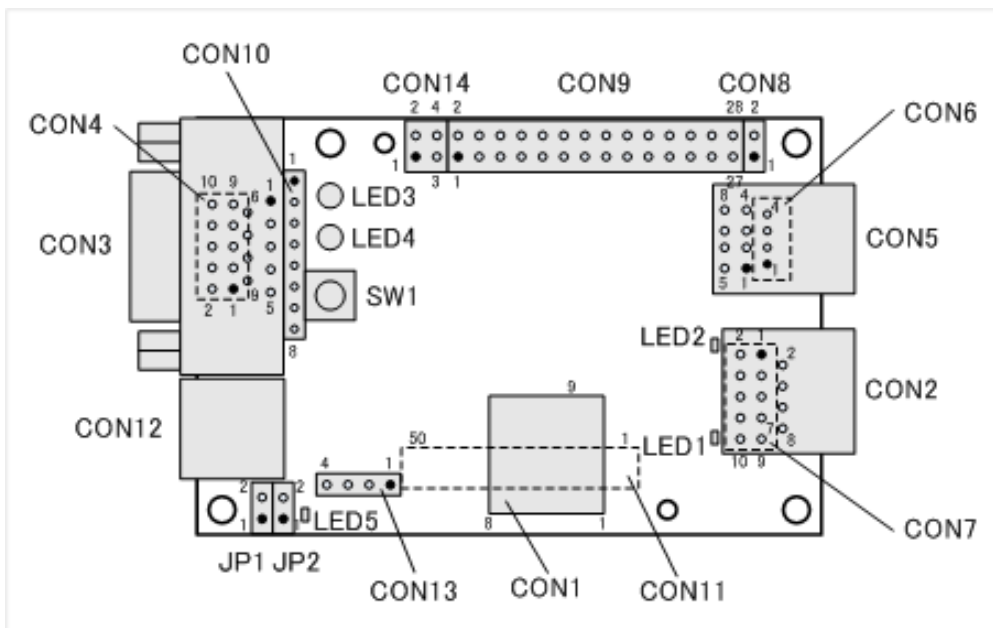 CON10
CON14 CON9 CON8
2 4 2 28 2
CON4
CON6
1 1 3 1 27 1
10 9 6 1
LED3
8 4 4
CON3
LED4
CON5
SW1
5 1 1
2 1 9 5
8
LED2
2 1 2
CON2
CON12
9
50 1
LED1
7 8
10 9
4 1
2 2
1 1
LED5
8 1
CON7
JP1 JP2
CON13 CON1 CON11